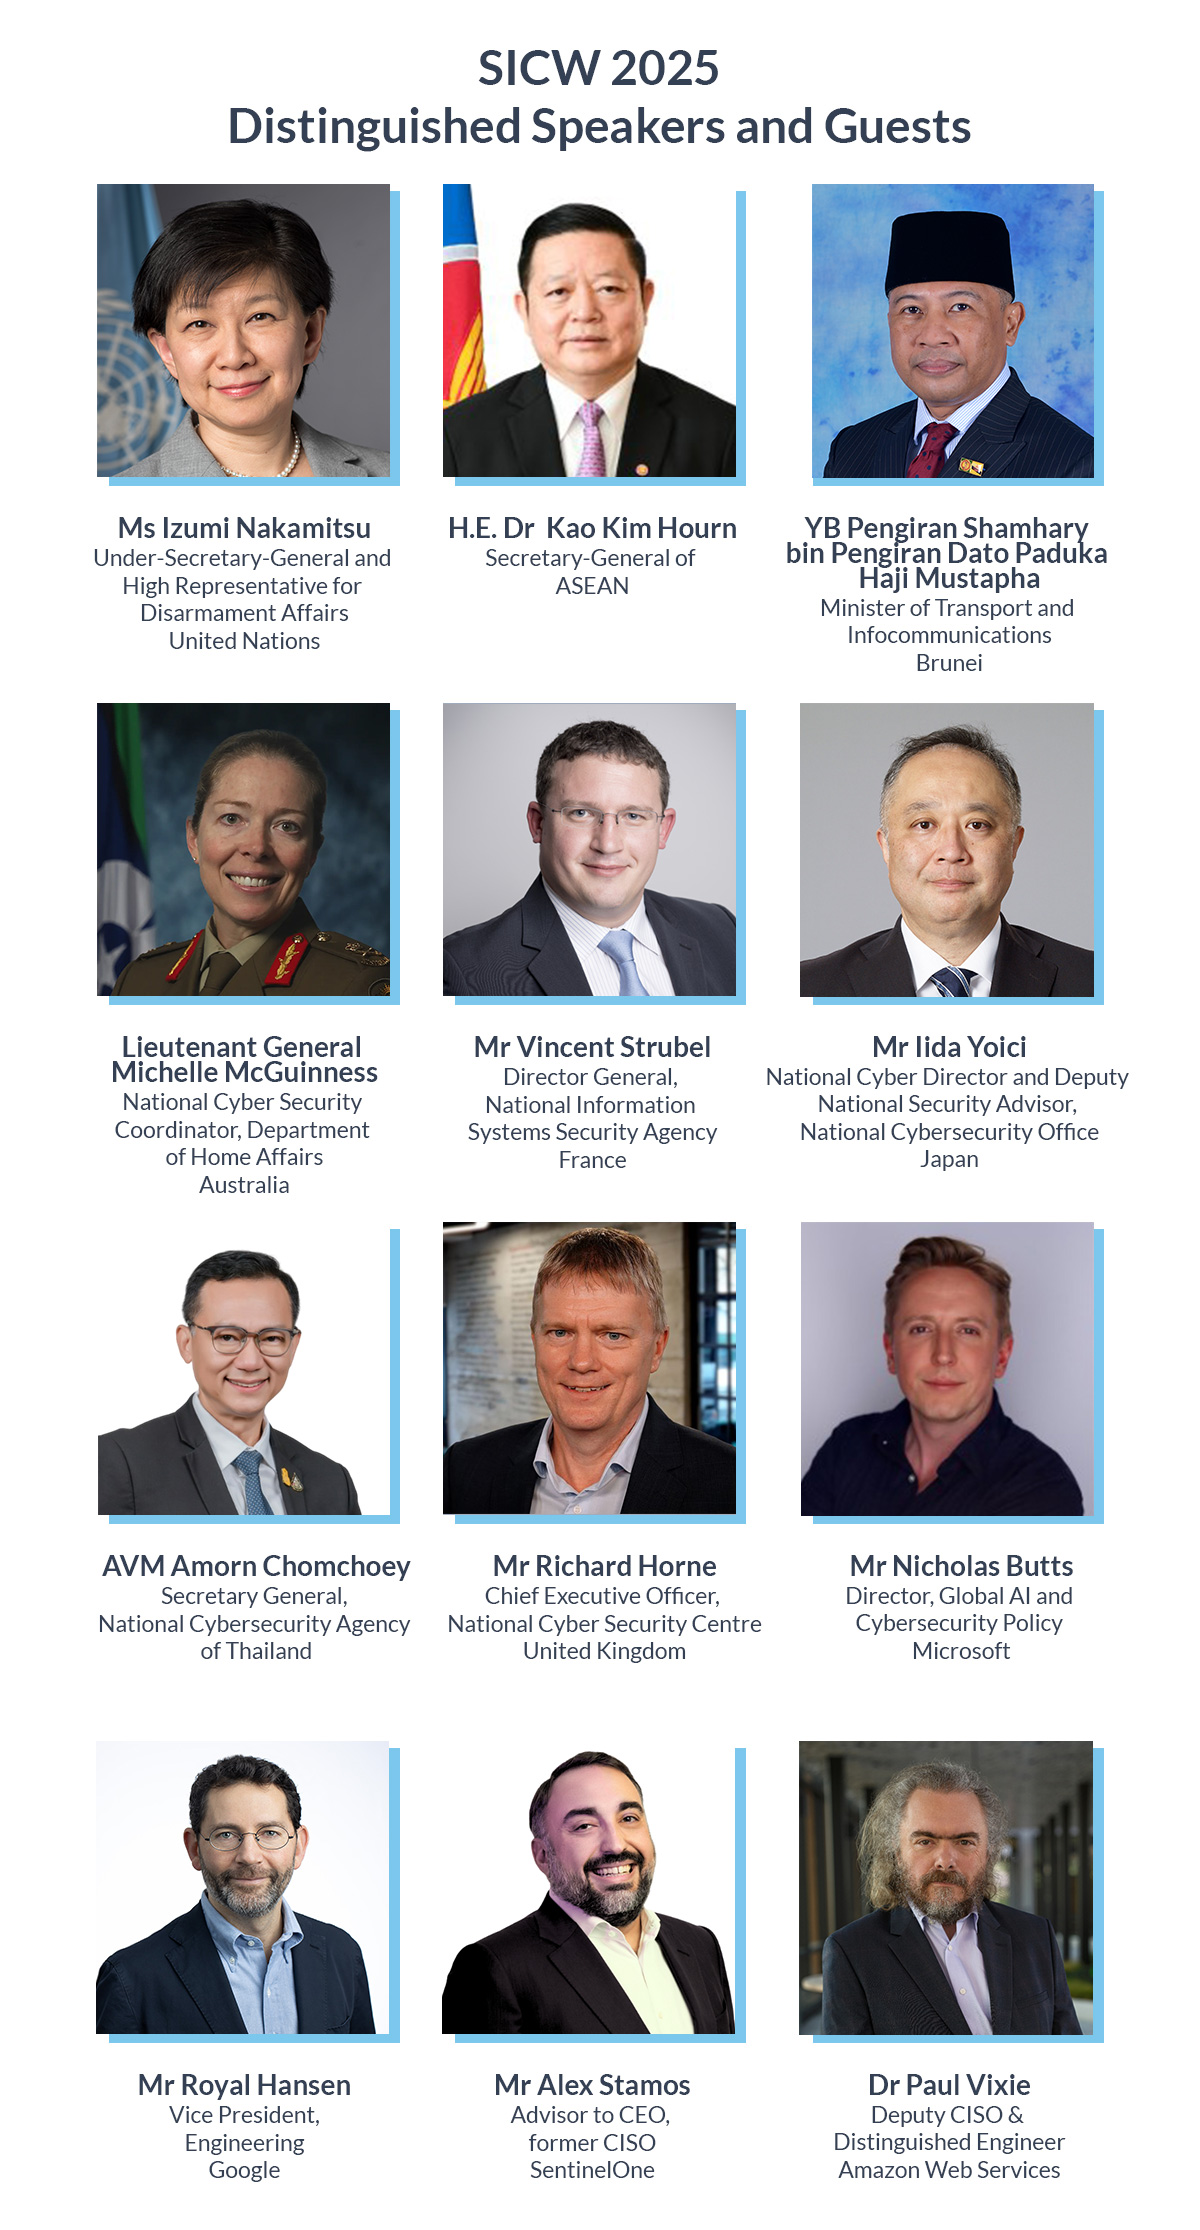 SICW 2025
Distinguished Speakers and Guests
Ms Izumi Nakamitsu
Under-Secretary-General and
High Representative for
Disarmament Affairs
United Nations
H.E. Dr  Kao Kim Hourn
Secretary-General of
ASEAN
YB Pengiran Shamhary
bin Pengiran Dato Paduka
Haji Mustapha
Minister of Transport and
Infocommunications
Brunei
Lieutenant General
Michelle McGuinness
National Cyber Security
Coordinator, Department
of Home Affairs
Australia
Mr Vincent Strubel
Director General,
National Information
Systems Security Agency
France
Mr Iida Yoici
National Cyber Director and Deputy
National Security Advisor,
National Cybersecurity Office
Japan
AVM Amorn Chomchoey
Secretary General,
National Cybersecurity Agency
of Thailand
Mr Richard Horne
Chief Executive Officer,
National Cyber Security Centre
United Kingdom
Mr Nicholas Butts
Director, Global AI and
Cybersecurity Policy
Microsoft
Mr Royal Hansen
Vice President,
Engineering
Google
Mr Alex Stamos
Advisor to CEO,
former CISO
SentinelOne
Dr Paul Vixie
Deputy CISO &
Distinguished Engineer
Amazon Web Services